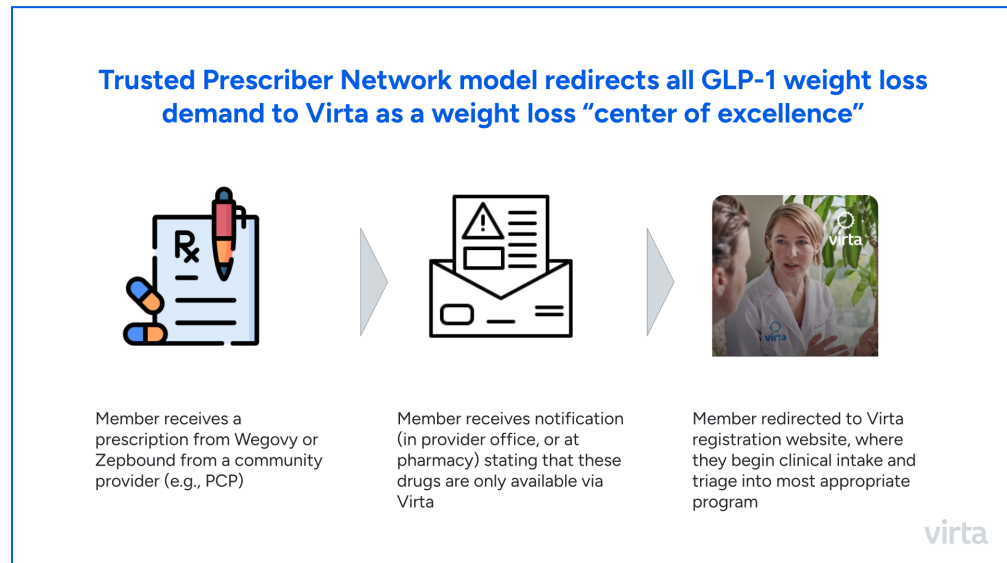 Trusted Prescriber Network model redirects all GLP-1 weight loss
demand to Virta as a weight loss “center of excellence”
Rx
virta
virta
Member receives a
prescription from Wegovy or
Zepbound from a community
provider (e.g., PCP)
Member receives notification
(in provider office, or at
pharmacy) stating that these
drugs are only available via
Virta
Member redirected to Virta
registration website, where
they begin clinical intake and
triage into most appropriate
program
virta